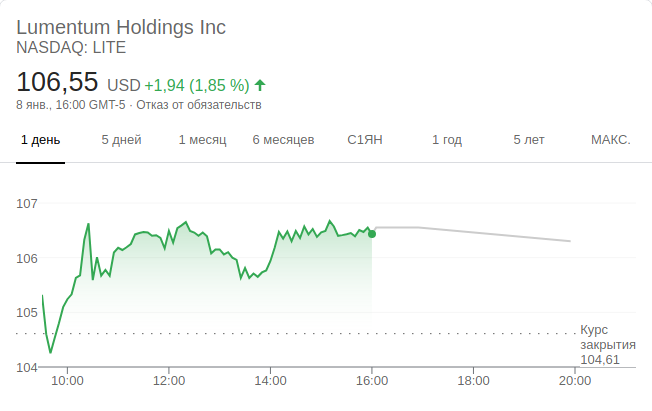 Lumentum Holdings Inc
NASDAQ: LITE
106,55 USD +1,94 (1,85 %)
8 янв., 16:00 GMT-5 · Отказ от обязательств
1 день 5 дней 1 месяц 6 месяцев С1ЯН 1 год 5 лет МАКС.
107
106
105
104
Курс
закрытия
104,61
10:00 12:00 14:00 16:00 18:00 20:00